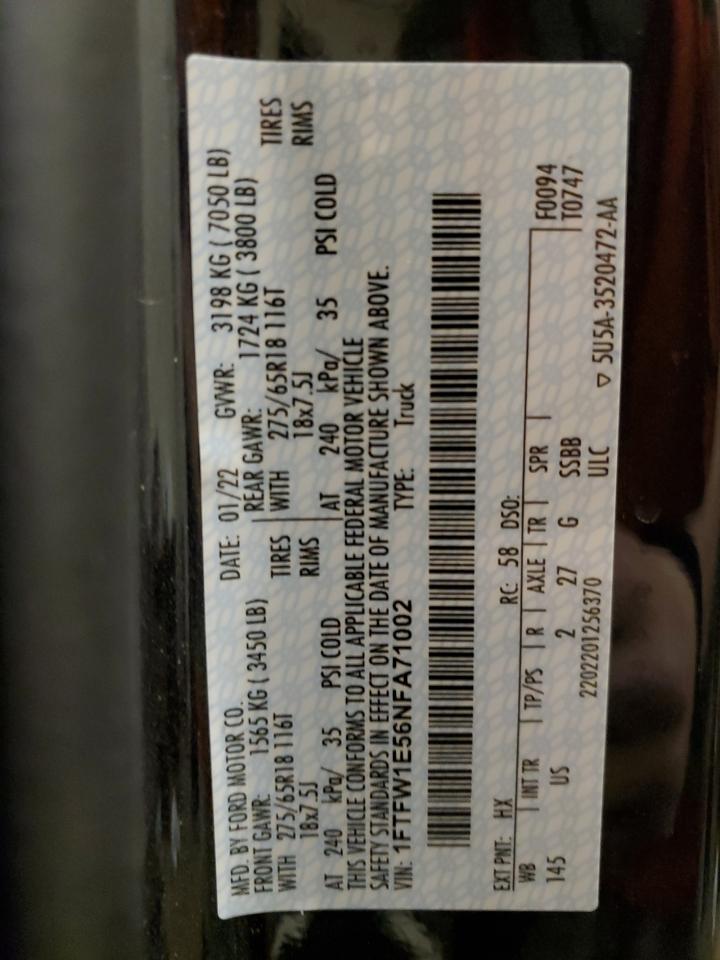 MFD. BY FORD MOTOR CO. DATE: 01/22 GVWR: 3198 KG ( 7050 LB)
FRONT GAWR: 1565 KG ( 3450 LB) REAR GAWR: 1724 KG ( 3800 LB)
WITH 275/65R18 116T TIRES WITH 275/65R18 116T TIRES
18x7.5J RIMS 18x7.5J RIMS
AT 240 kPa/ 35 PSI COLD AT 240 kPa/ 35 PSI COLD
THIS VEHICLE CONFORMS TO ALL APPLICABLE FEDERAL MOTOR VEHICLE
SAFETY STANDARDS IN EFFECT ON THE DATE OF MANUFACTURE SHOWN ABOVE.
VIN: 1FTFW1E56NFA71002 TYPE: Truck
EXT PNT: HX RC: 58 DSO:
WB INT TR TP/PS R AXLE TR SPR F0094
145 US 2 27 G SSBB T0747
2202201256370 ULC ▽ 5U5A-3520472-AA